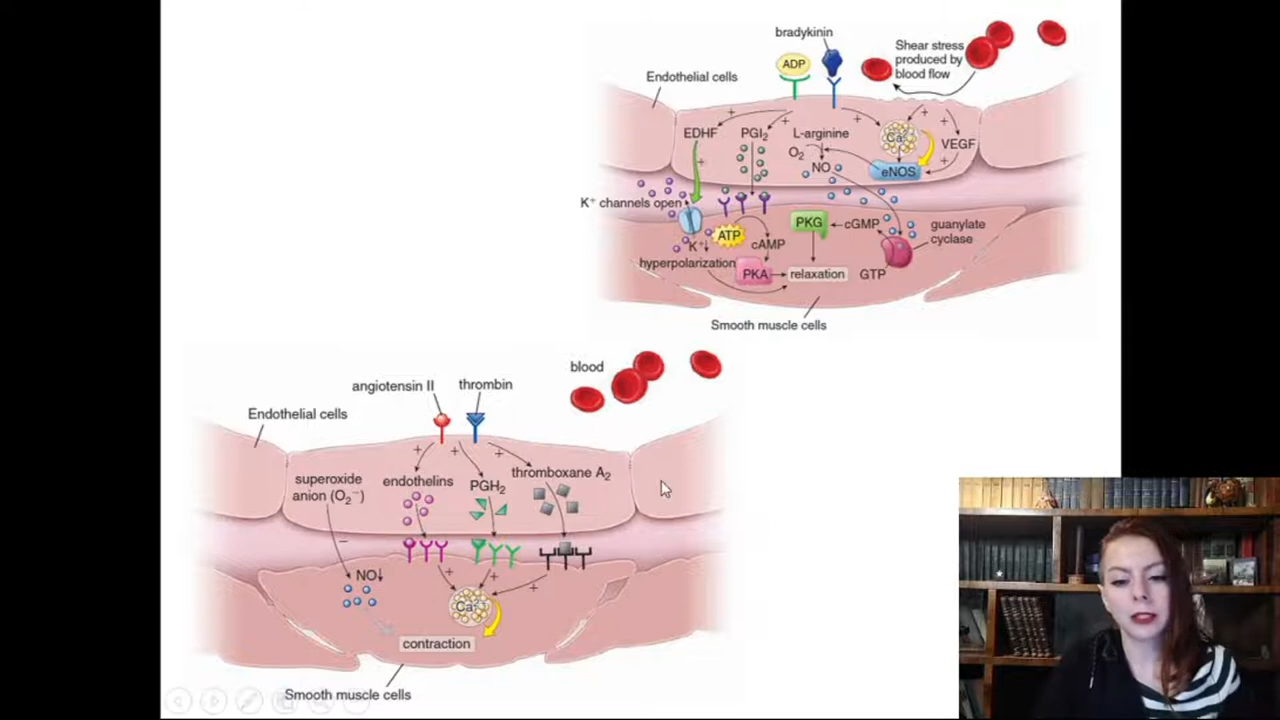 bradykinin
ADP
Shear stress
produced by
blood flow
Endothelial cells
+
+
+
+
+
EDHF
PGI₂
L-arginine
Ca²⁺
VEGF
O₂
+
+
NO
eNOS
K⁺ channels open
PKG
cGMP
guanylate
cyclase
ATP
K⁺↓
cAMP
hyperpolarization
PKA
relaxation
GTP
Smooth muscle cells
blood
angiotensin II
thrombin
Endothelial cells
+
+
+
superoxide
anion (O₂⁻)
endothelins
PGH₂
thromboxane A₂
−
NO↓
+
+
+
Ca²⁺
contraction
Smooth muscle cells